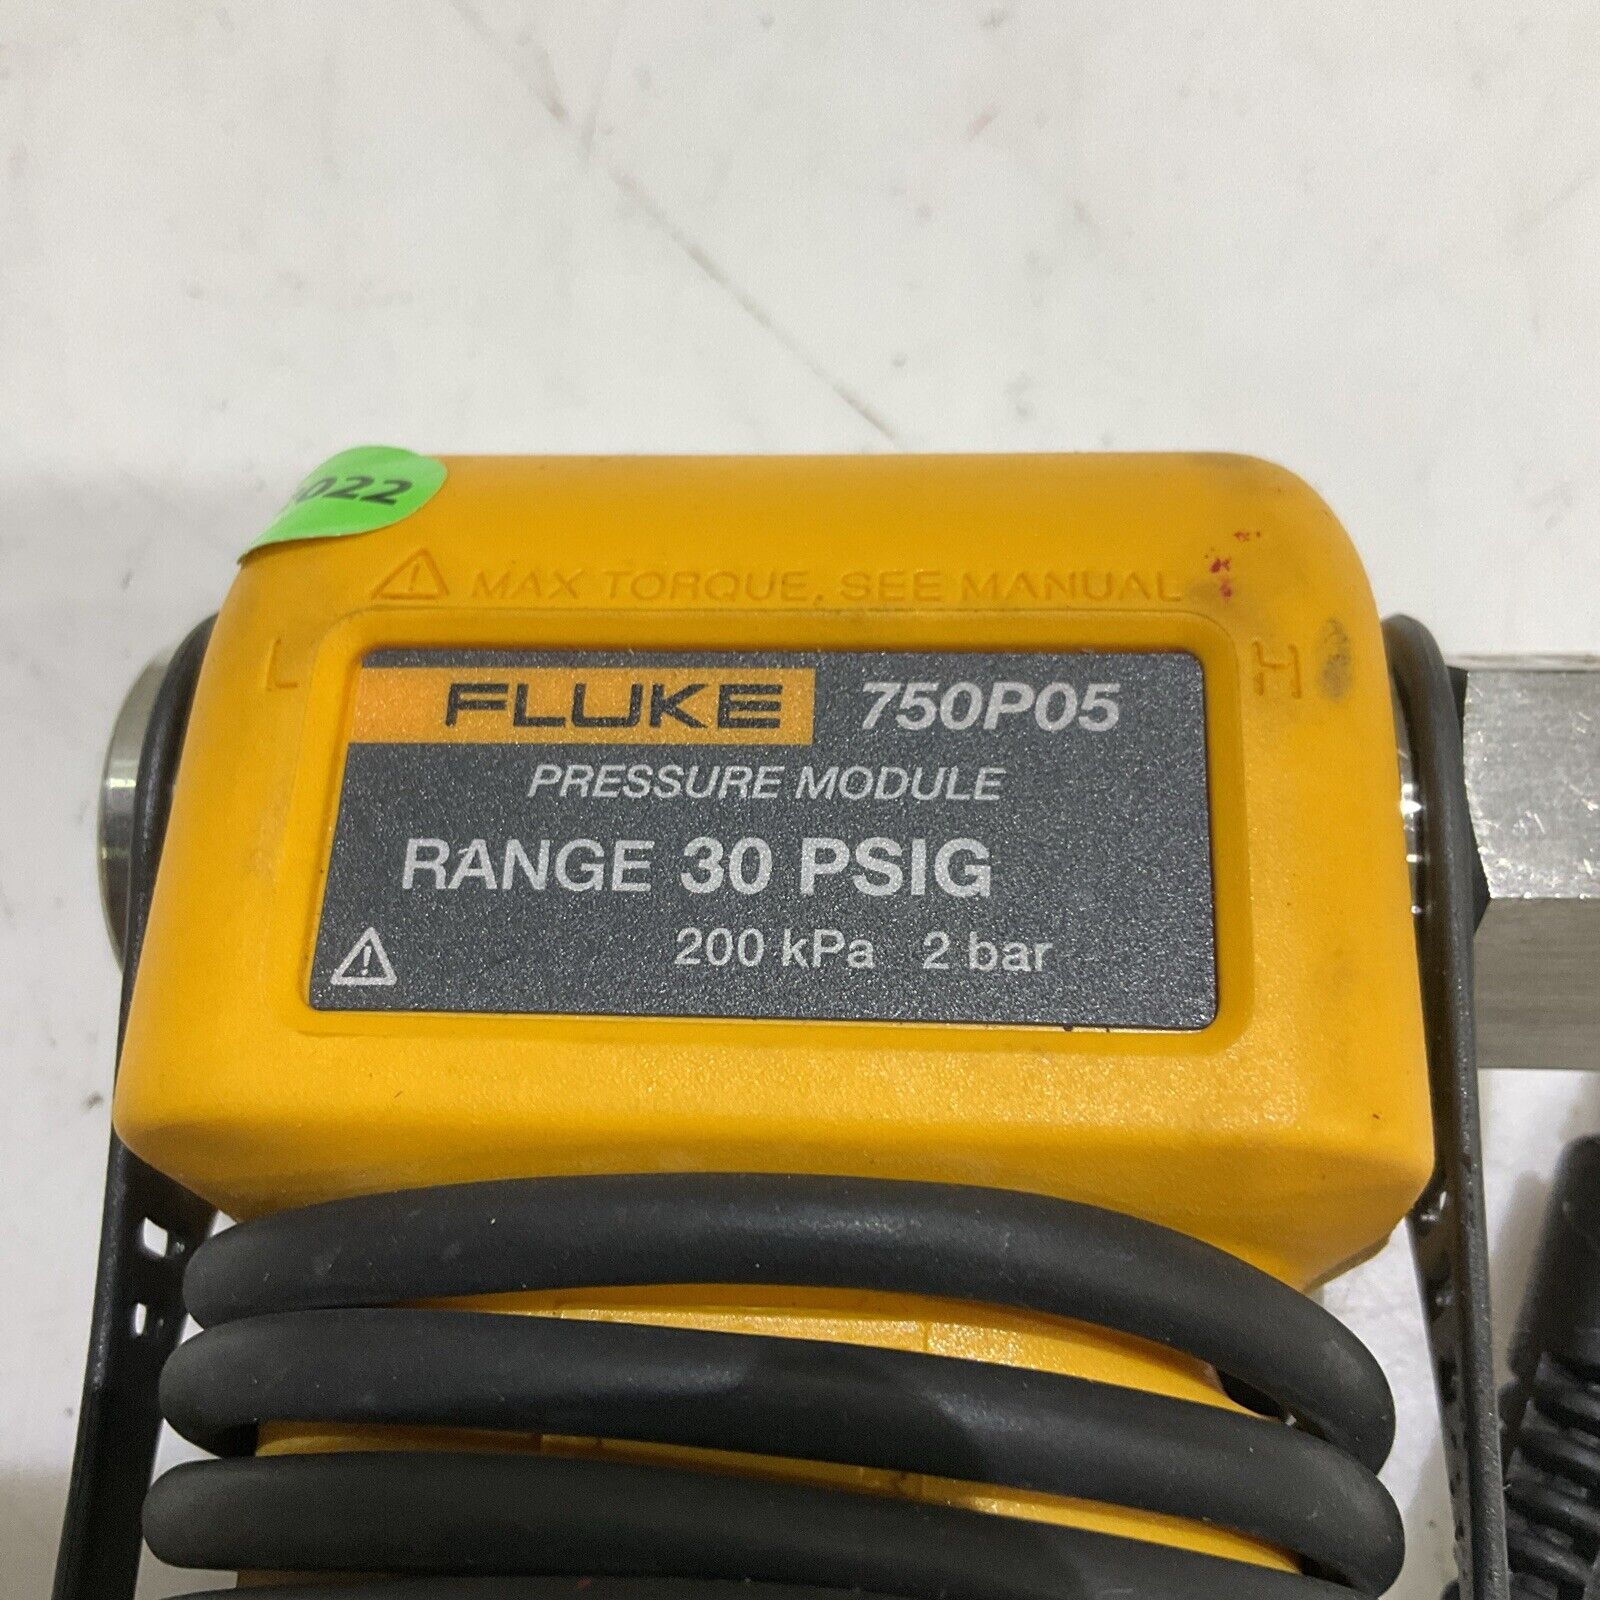 022
MAX TORQUE, SEE MANUAL
L
H
FLUKE 750P05
PRESSURE MODULE
RANGE 30 PSIG
200 kPa 2 bar